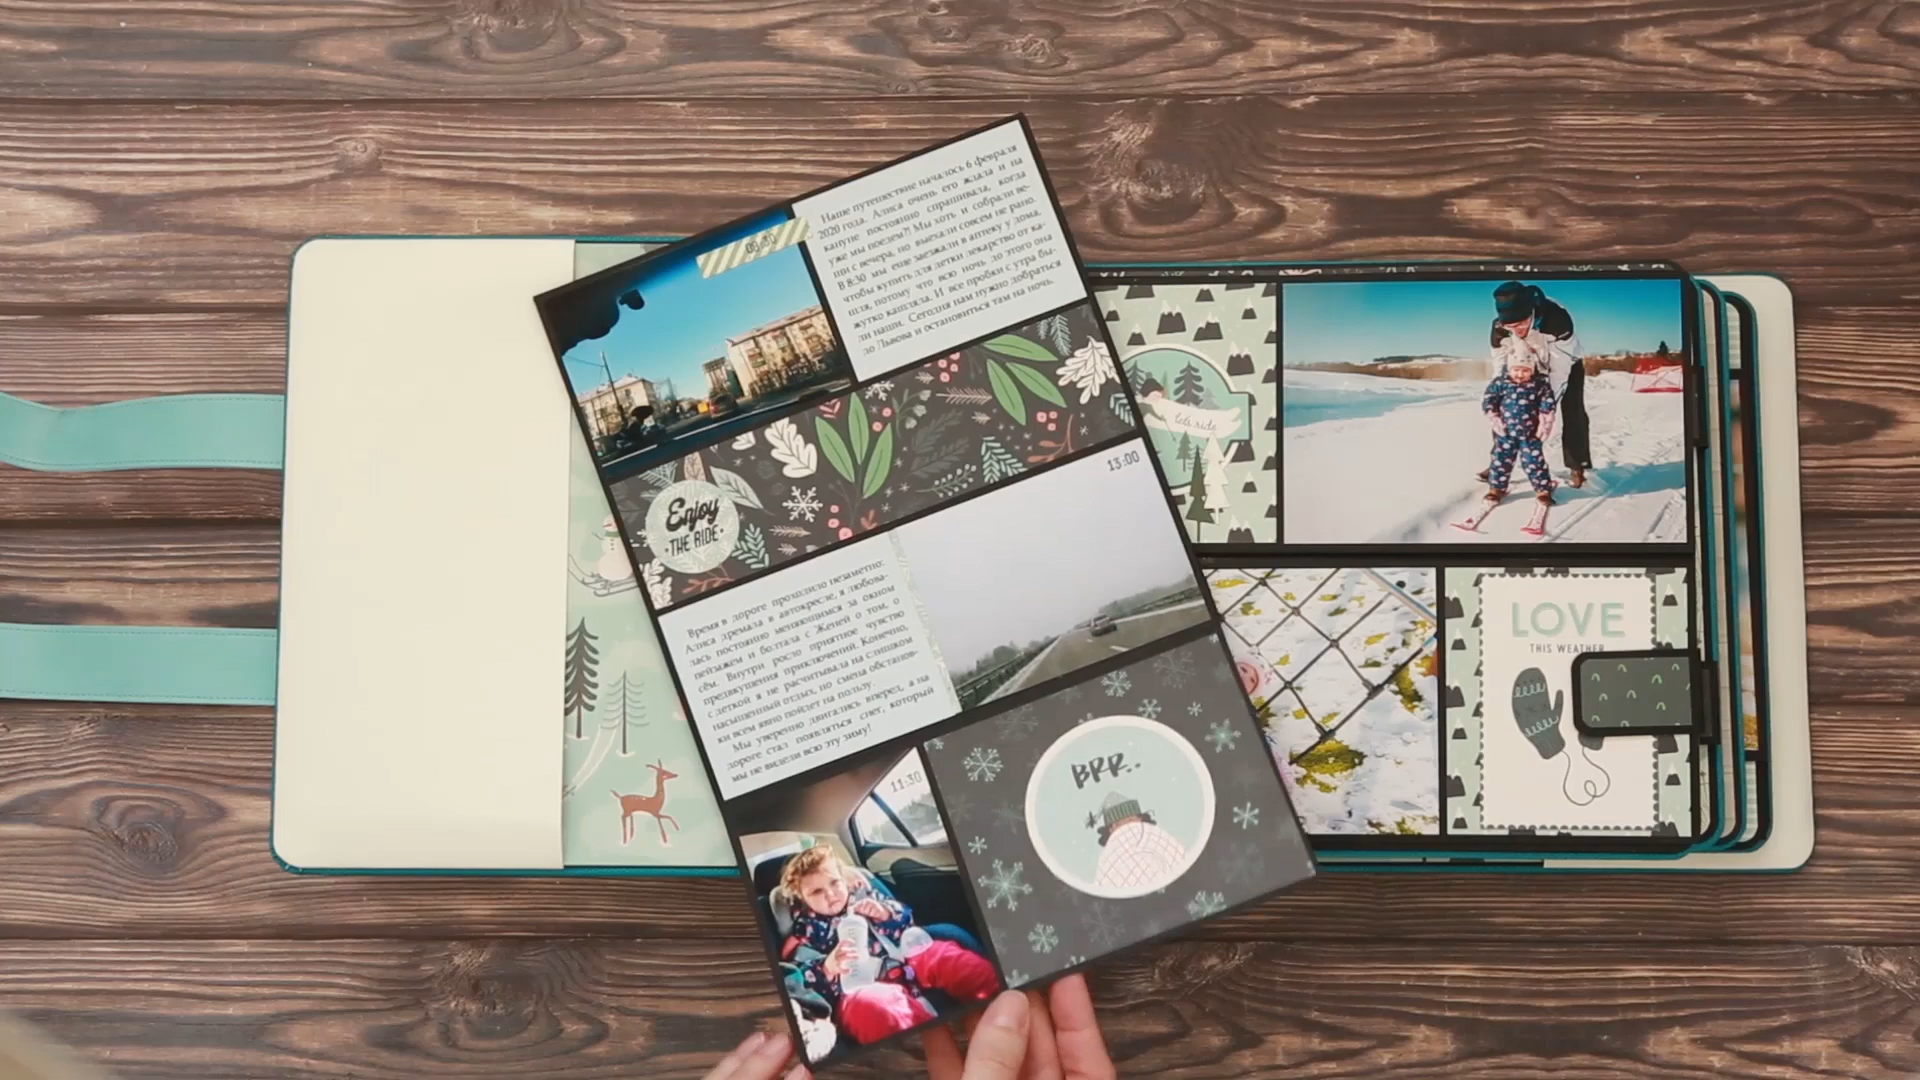 Наше путешествие началось 6 февраля
2020 года. Алиса очень его ждала и на
кануне постоянно спрашивала, когда
уже мы поедем?! Мы хоть и собрали ве-
щи с вечера, но выехали совсем не рано.
В 8:30 мы еще заезжали в аптеку у дома,
чтобы купить для детки лекарство от ка-
шля, потому что всю ночь до этого она
жутко кашляла. И все пробки с утра бы-
ли наши. Сегодня нам нужно добраться
до Львова и остановиться там на ночь.
Enjoy
·THE RIDE·
13:00
Время в дороге проходило незаметно:
Алиса дремала в автокресле, я любова-
лась постоянно меняющимся за окном
пейзажем и болтала с Женей о том, о
сём. Внутри росло приятное чувство
предвкушения приключений. Конечно,
с деткой я не расчитывала на слишком
насыщенный отдых, но смена обстанов-
ки всем явно пойдет на пользу.
Мы уверенно двигались вперед, а на
дороге стал появляться снег, который
мы не видели всю эту зиму!
11:30
BRR..
let's ride
LOVE
THIS WEATHER